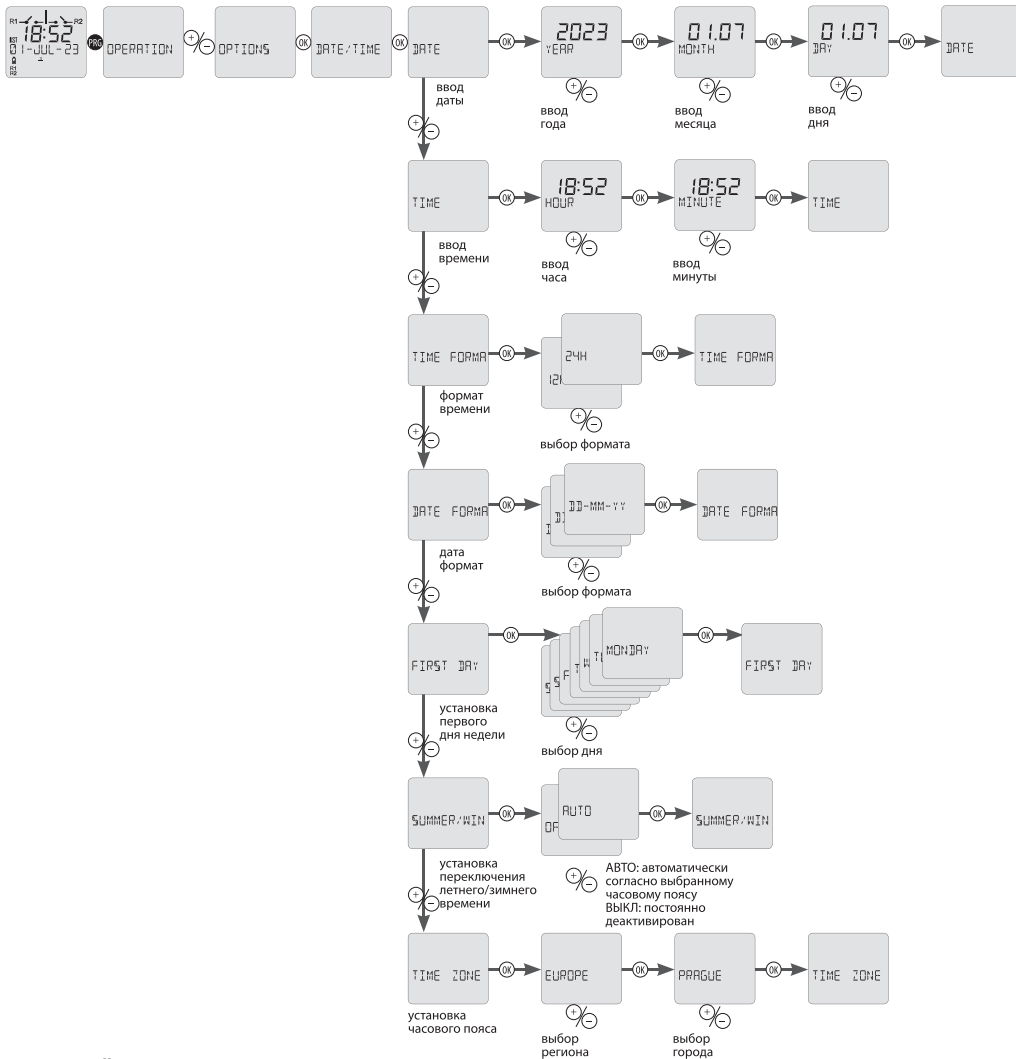 R1 R2
18:52
1-JUL-23
R1
R2
PRG
OPERATION
+/−
OPTIONS
OK
DATE/TIME
OK
DATE
OK
2023
YEAR
OK
01.07
MONTH
OK
01.07
DAY
OK
DATE
ввод
даты
+/−
ввод
года
+/−
ввод
месяца
+/−
ввод
дня
+/−
TIME
OK
18:52
HOUR
OK
18:52
MINUTE
OK
TIME
ввод
времени
+/−
ввод
часа
+/−
ввод
минуты
+/−
TIME FORMA
OK
24H
OK
TIME FORMA
формат
времени
+/−
выбор формата
+/−
DATE FORMA
OK
DD-MM-YY
OK
DATE FORMA
дата
формат
+/−
выбор формата
+/−
FIRST DAY
OK
MONDAY
OK
FIRST DAY
установка
первого
дня недели
+/−
выбор дня
+/−
SUMMER/WIN
OK
AUTO
OK
SUMMER/WIN
установка
переключения
летнего/зимнего
времени
+/−
АВТО: автоматически
согласно выбранному
часовому поясу
ВЫКЛ: постоянно
деактивирован
+/−
TIME ZONE
OK
EUROPE
OK
PRAGUE
OK
TIME ZONE
установка
часового пояса
+/−
выбор
региона
+/−
выбор
города